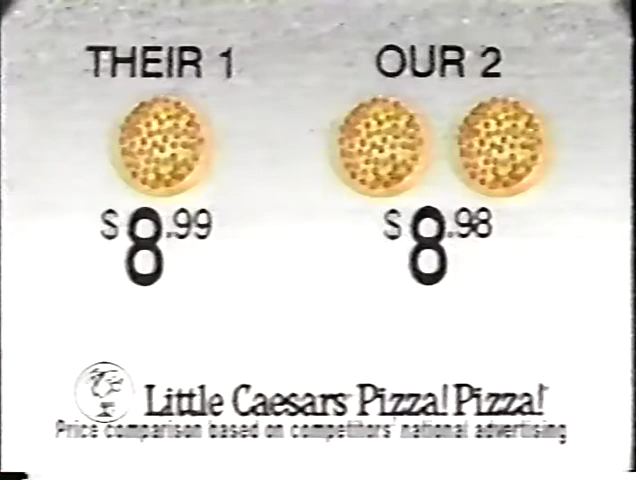 THEIR 1
OUR 2
$8.99
$8.98
Little Caesars Pizza! Pizza!
Price comparison based on competitors' national advertising